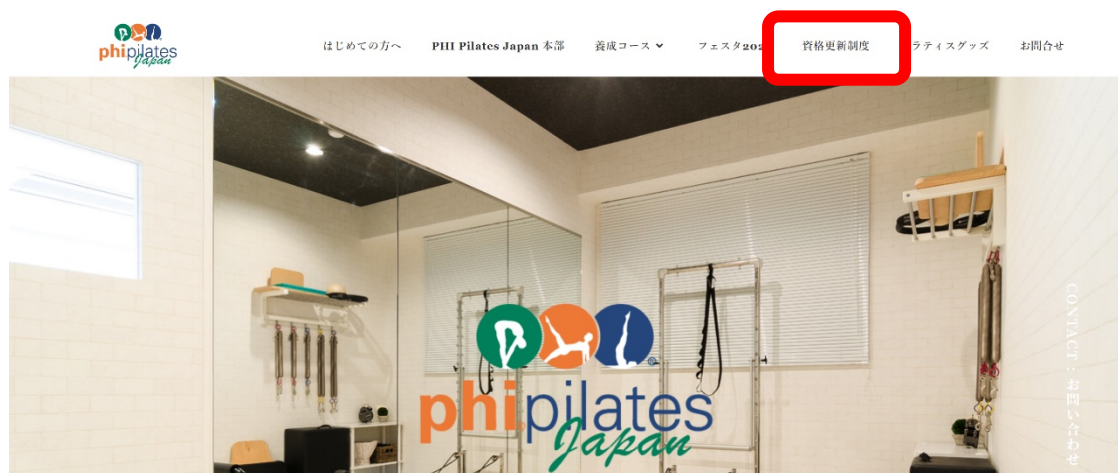 phipilates
Japan
はじめての方へ PHI Pilates Japan 本部 養成コース フェスタ202 資格更新制度 ラティスグッズ お問合せ
phipilates
Japan
CONTACT : お問い合わせ